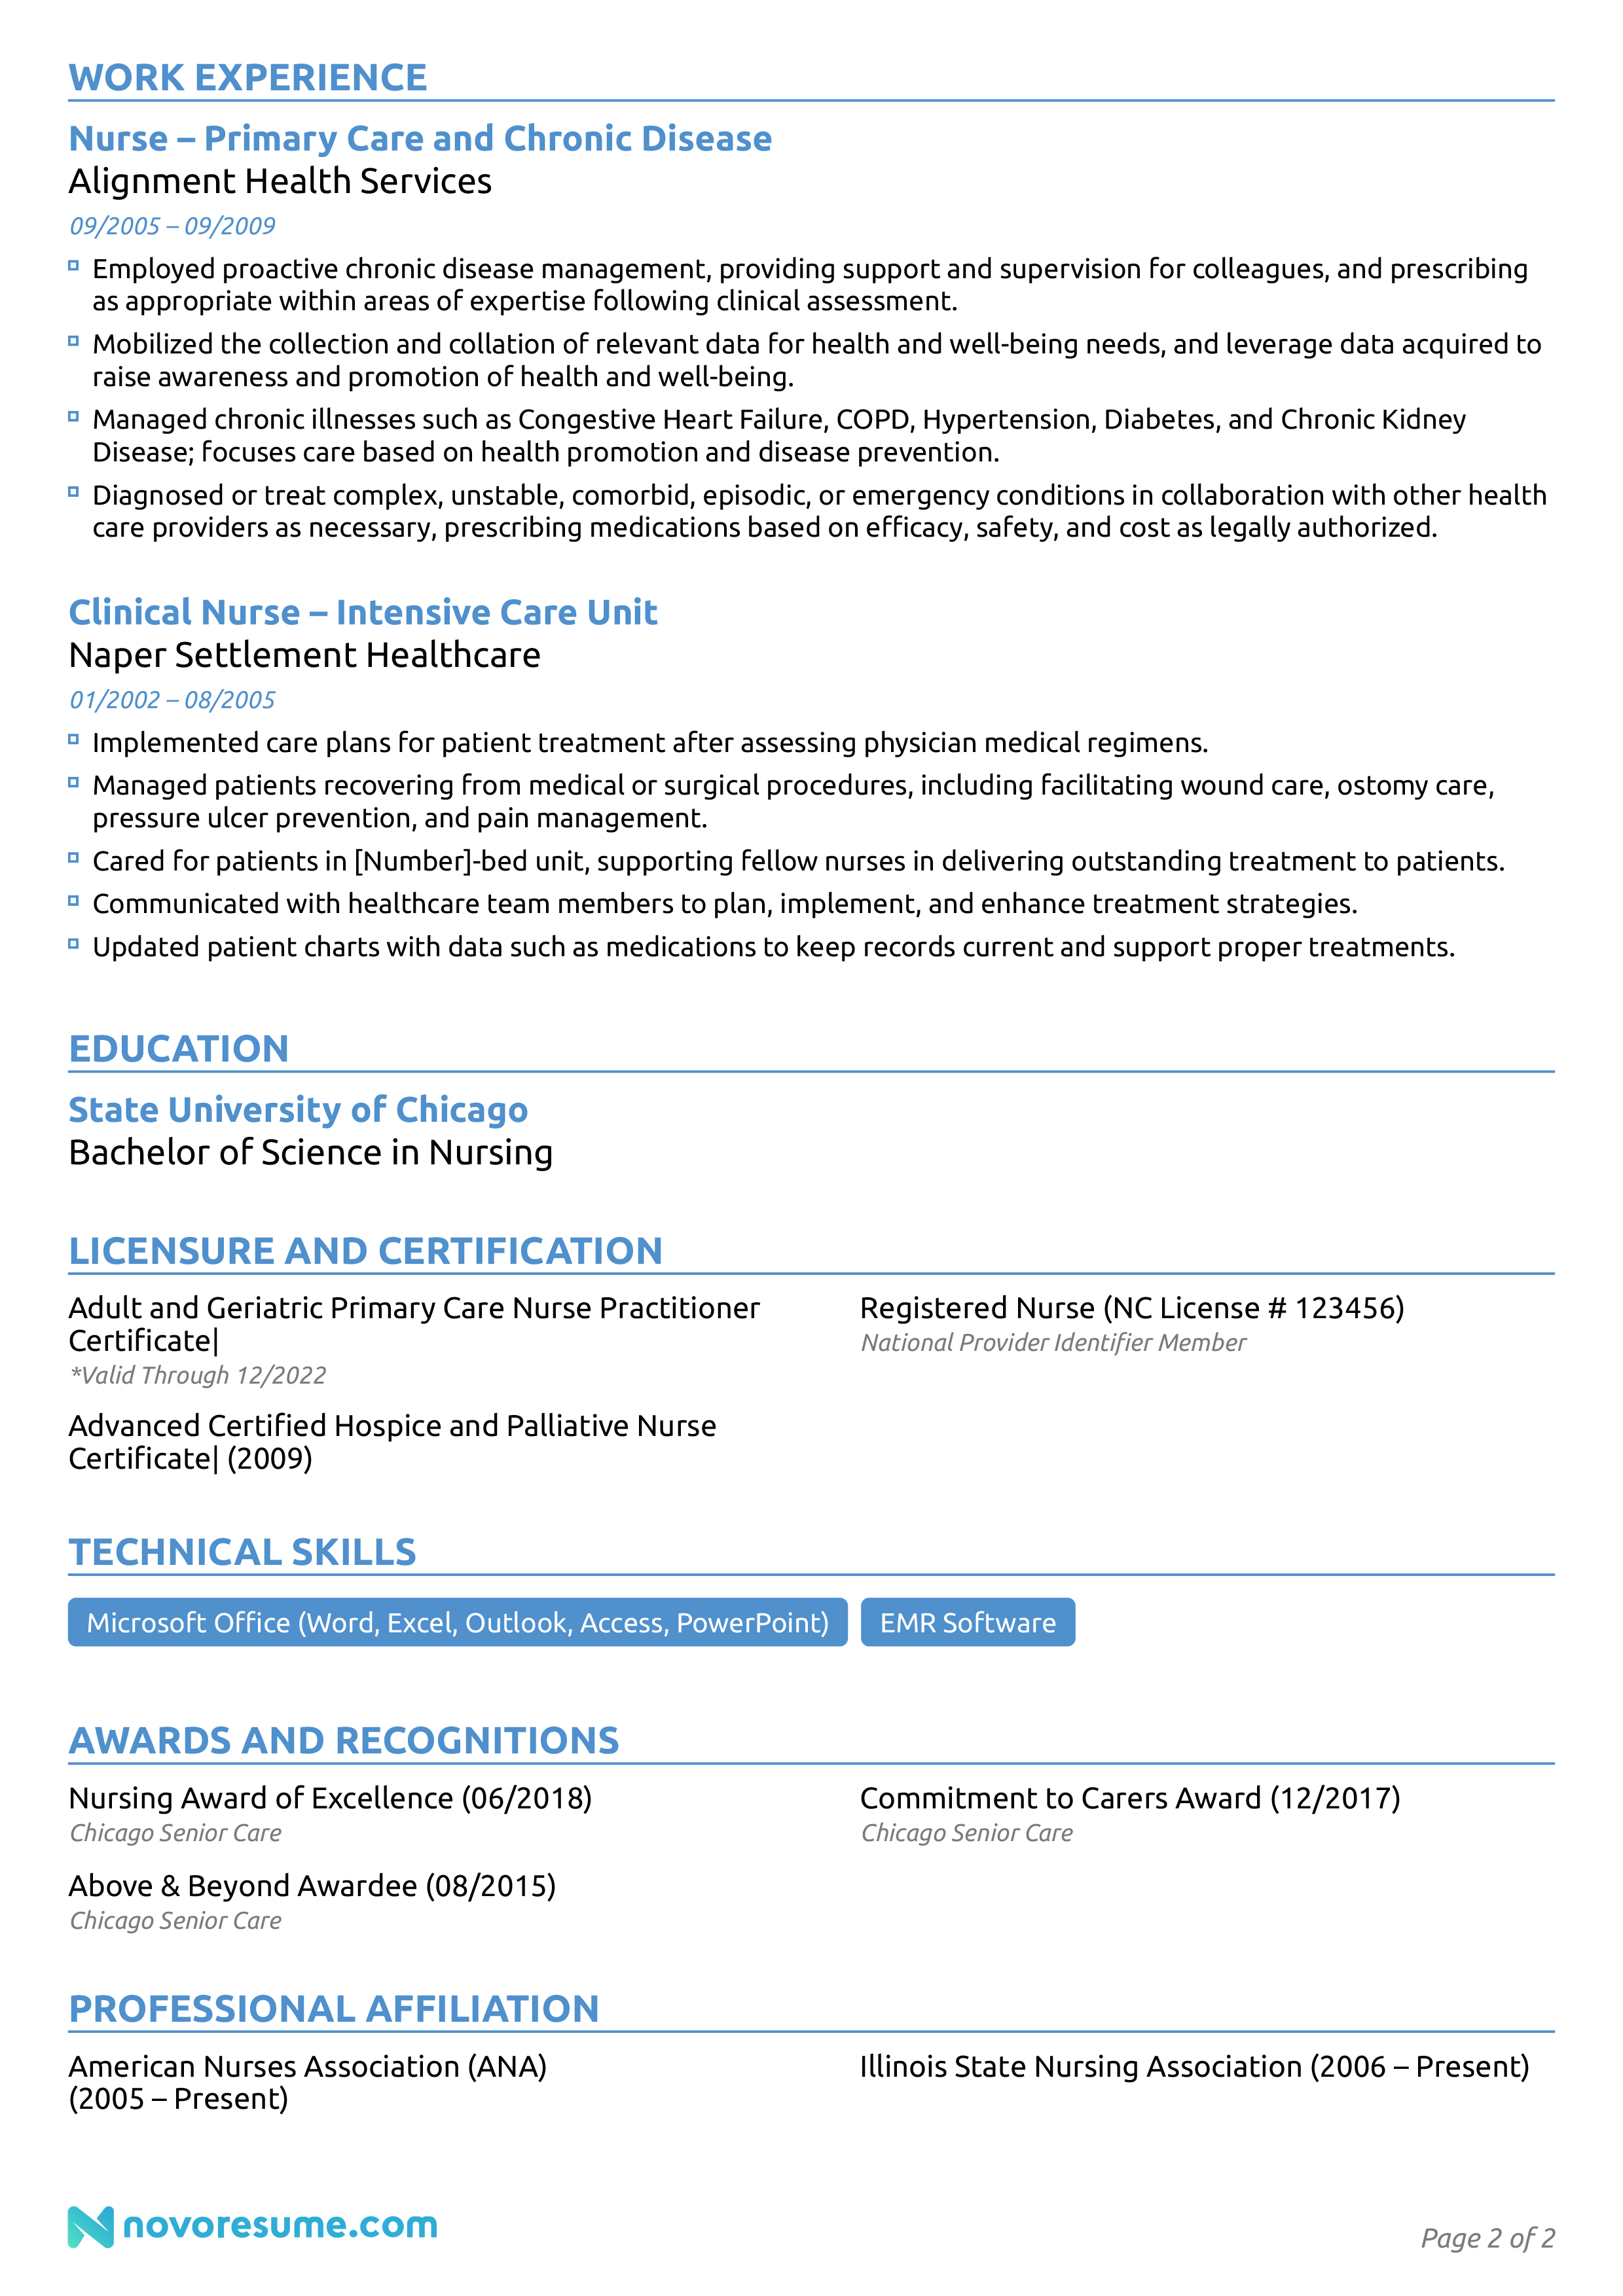 WORK EXPERIENCE
Nurse – Primary Care and Chronic Disease
Alignment Health Services
09/2005 – 09/2009
Employed proactive chronic disease management, providing support and supervision for colleagues, and prescribing
as appropriate within areas of expertise following clinical assessment.
Mobilized the collection and collation of relevant data for health and well-being needs, and leverage data acquired to
raise awareness and promotion of health and well-being.
Managed chronic illnesses such as Congestive Heart Failure, COPD, Hypertension, Diabetes, and Chronic Kidney
Disease; focuses care based on health promotion and disease prevention.
Diagnosed or treat complex, unstable, comorbid, episodic, or emergency conditions in collaboration with other health
care providers as necessary, prescribing medications based on efficacy, safety, and cost as legally authorized.
Clinical Nurse – Intensive Care Unit
Naper Settlement Healthcare
01/2002 – 08/2005
Implemented care plans for patient treatment after assessing physician medical regimens.
Managed patients recovering from medical or surgical procedures, including facilitating wound care, ostomy care,
pressure ulcer prevention, and pain management.
Cared for patients in [Number]-bed unit, supporting fellow nurses in delivering outstanding treatment to patients.
Communicated with healthcare team members to plan, implement, and enhance treatment strategies.
Updated patient charts with data such as medications to keep records current and support proper treatments.
EDUCATION
State University of Chicago
Bachelor of Science in Nursing
LICENSURE AND CERTIFICATION
Adult and Geriatric Primary Care Nurse Practitioner
Certificate|
*Valid Through 12/2022
Registered Nurse (NC License # 123456)
National Provider Identifier Member
Advanced Certified Hospice and Palliative Nurse
Certificate| (2009)
TECHNICAL SKILLS
Microsoft Office (Word, Excel, Outlook, Access, PowerPoint)
EMR Software
AWARDS AND RECOGNITIONS
Nursing Award of Excellence (06/2018)
Chicago Senior Care
Commitment to Carers Award (12/2017)
Chicago Senior Care
Above & Beyond Awardee (08/2015)
Chicago Senior Care
PROFESSIONAL AFFILIATION
American Nurses Association (ANA)
(2005 – Present)
Illinois State Nursing Association (2006 – Present)
novoresume.com
Page 2 of 2